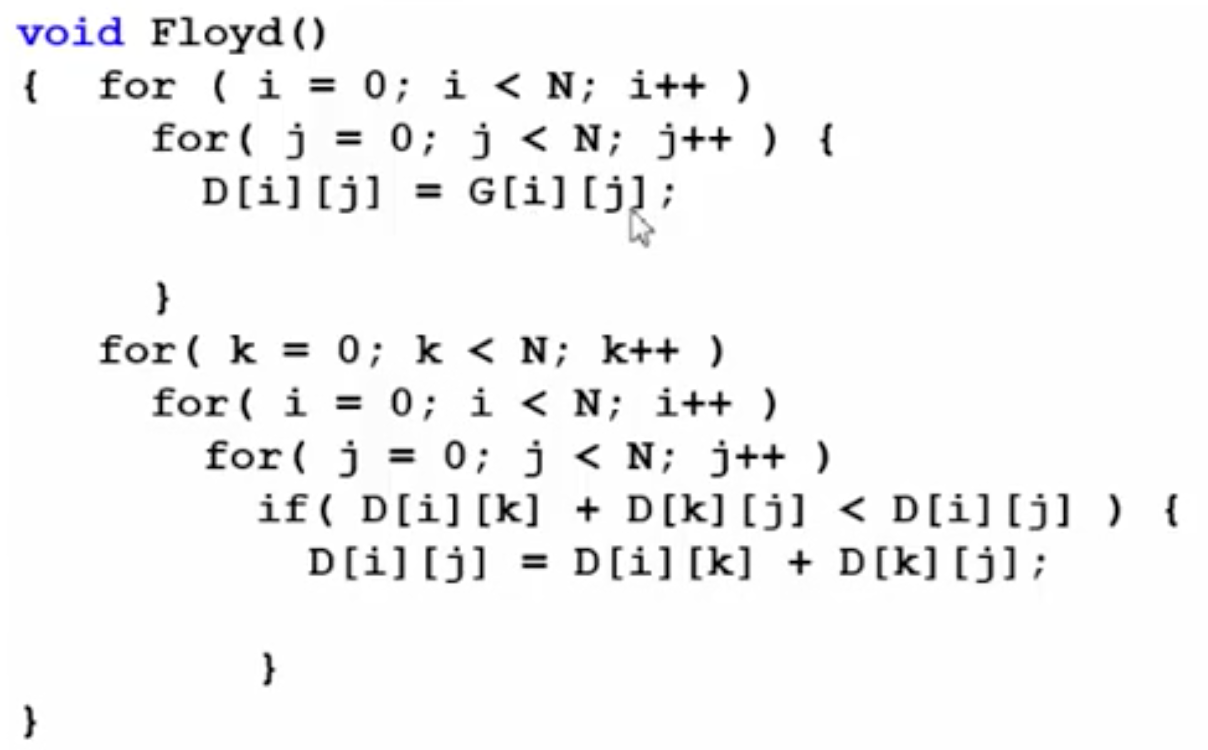 void Floyd()
{  for ( i = 0; i < N; i++ )
     for( j = 0; j < N; j++ ) {
       D[i][j] = G[i][j];
     }
   for( k = 0; k < N; k++ )
     for( i = 0; i < N; i++ )
       for( j = 0; j < N; j++ )
         if( D[i][k] + D[k][j] < D[i][j] ) {
           D[i][j] = D[i][k] + D[k][j];
         }
}